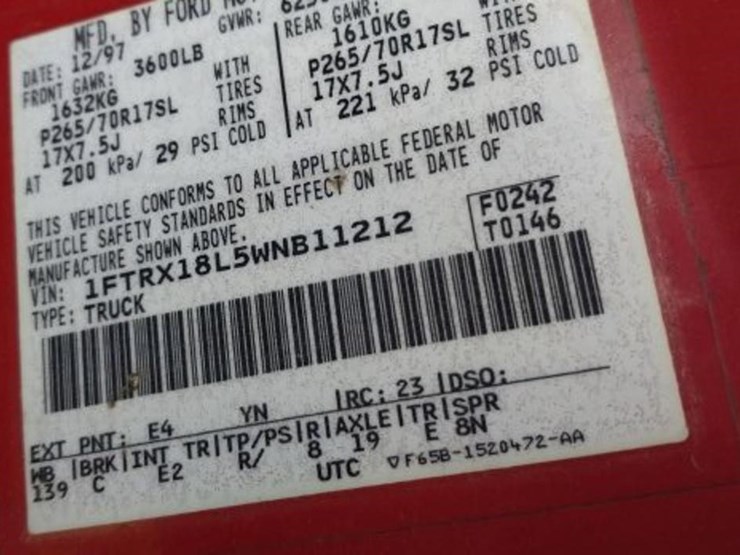 MFD. BY FORD
GVWR:
DATE: 12/97
FRONT GAWR: 3600LB
1632KG WITH
P265/70R17SL TIRES
17X7.5J RIMS
AT 200 kPa/ 29 PSI COLD
REAR GAWR:
1610KG
P265/70R17SL TIRES
17X7.5J RIMS
AT 221 kPa/ 32 PSI COLD
THIS VEHICLE CONFORMS TO ALL APPLICABLE FEDERAL MOTOR
VEHICLE SAFETY STANDARDS IN EFFECT ON THE DATE OF
MANUFACTURE SHOWN ABOVE.
VIN: 1FTRX18L5WNB11212
TYPE: TRUCK
F0242
T0146
EXT PNT: E4 YN |RC: 23 |DSO:
WB |BRK|INT TR|TP/PS|R|AXLE|TR|SPR
139 C E2 R/ 8 19 E 8N
UTC ▽F65B-1520472-AA